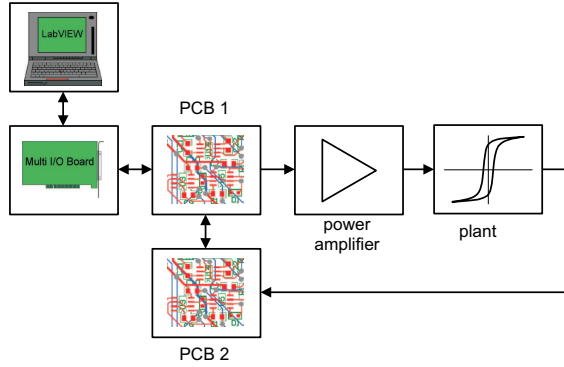 LabVIEW
PCB 1
Multi I/O Board
power
amplifier
plant
PCB 2